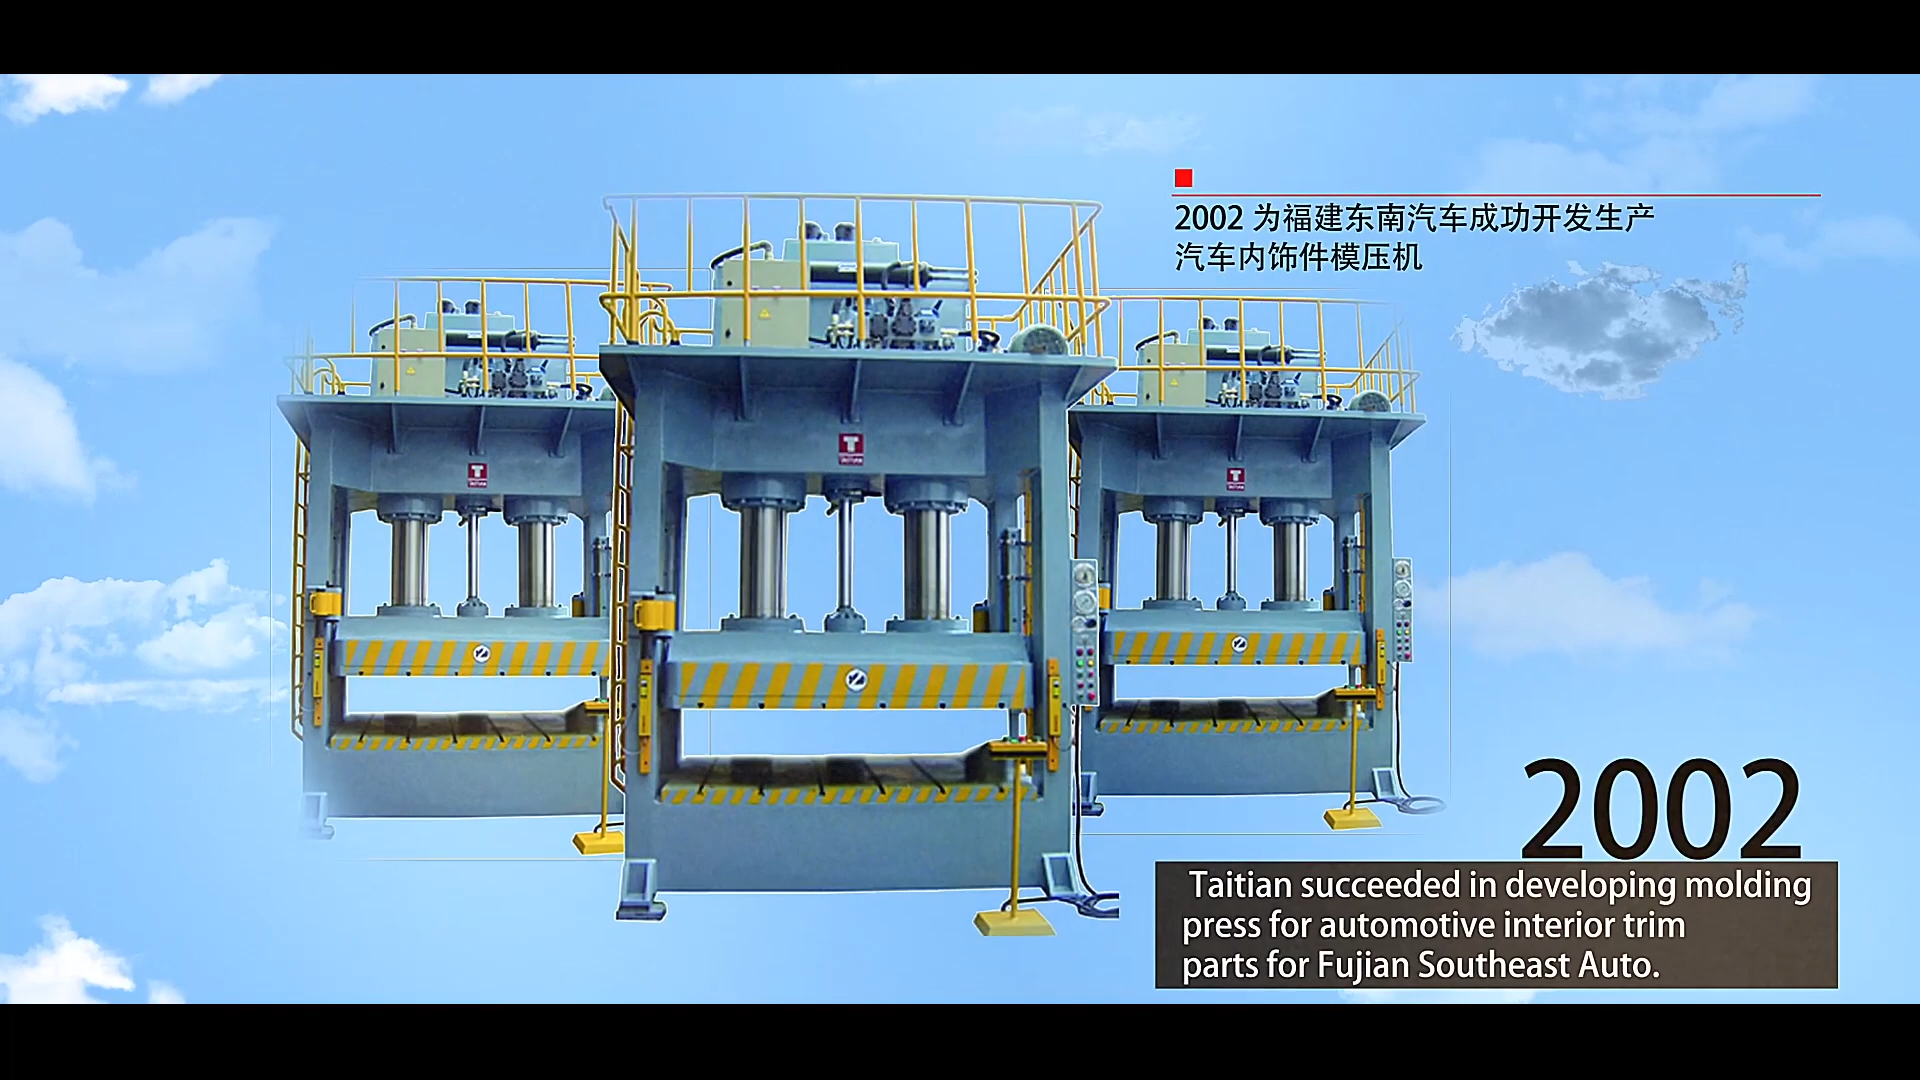 2002 为福建东南汽车成功开发生产
汽车内饰件模压机
T
T
T
2002
Taitian succeeded in developing molding
press for automotive interior trim
parts for Fujian Southeast Auto.